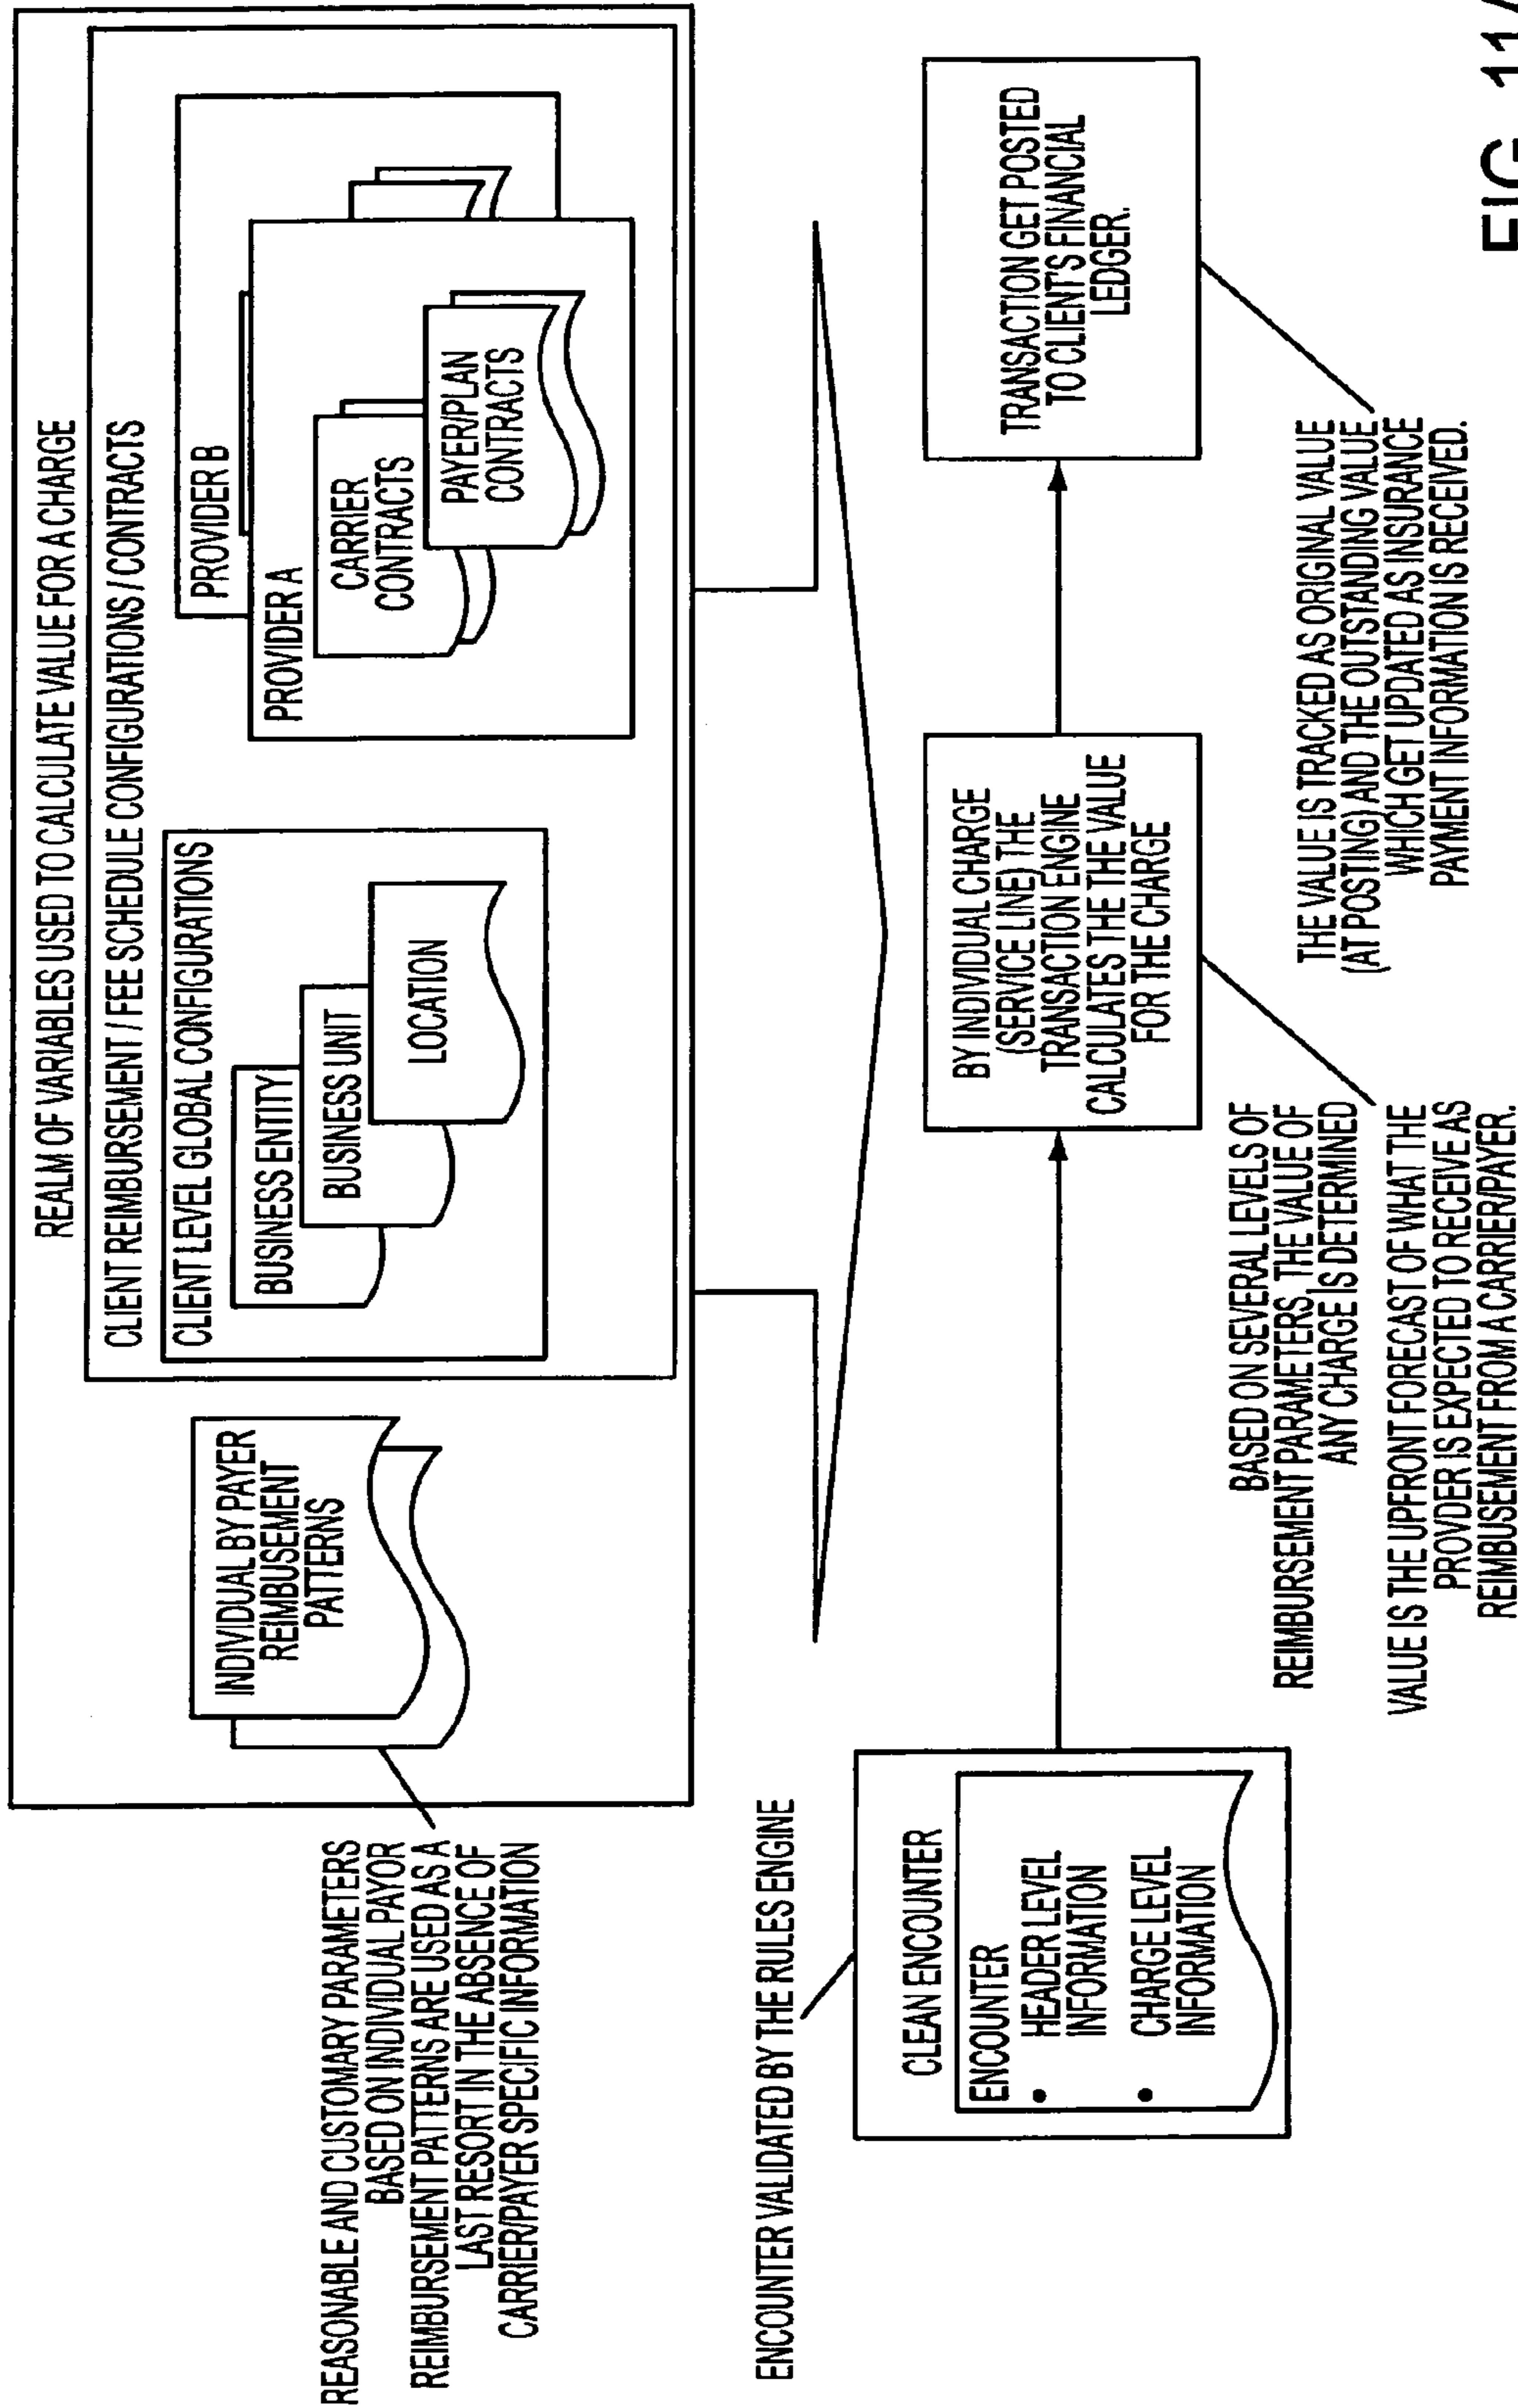 REALM OF VARIABLES USED TO CALCULATE VALUE FOR A CHARGE
CLIENT REIMBURSEMENT / FEE SCHEDULE CONFIGURATIONS / CONTRACTS
CLIENT LEVEL GLOBAL CONFIGURATIONS
BUSINESS ENTITY
BUSINESS UNIT
LOCATION
PROVIDER B
PROVIDER A
CARRIER
CONTRACTS
PAYER/PLAN
CONTRACTS
INDIVIDUAL BY PAYER
REIMBUSEMENT
PATTERNS
REASONABLE AND CUSTOMARY PARAMETERS
BASED ON INDIVIDUAL PAYOR
REIMBURSEMENT PATTERNS ARE USED AS A
LAST RESORT IN THE ABSENCE OF
CARRIER/PAYER SPECIFIC INFORMATION
ENCOUNTER VALIDATED BY THE RULES ENGINE
CLEAN ENCOUNTER
ENCOUNTER
• HEADER LEVEL
INFORMATION
• CHARGE LEVEL
INFORMATION
BY INDIVIDUAL CHARGE
(SERVICE LINE) THE
TRANSACTION ENGINE
CALCULATES THE THE VALUE
FOR THE CHARGE
TRANSACTION GET POSTED
TO CLIENT'S FINANCIAL
LEDGER.
BASED ON SEVERAL LEVELS OF
REIMBURSEMENT PARAMETERS, THE VALUE OF
ANY CHARGE IS DETERMINED
VALUE IS THE UPFRONT FORECAST OF WHAT THE
PROVDER IS EXPECTED TO RECEIVE AS
REIMBUSEMENT FROM A CARRIER/PAYER.
THE VALUE IS TRACKED AS ORIGINAL VALUE
(AT POSTING) AND THE OUTSTANDING VALUE
WHICH GET UPDATED AS INSURANCE
PAYMENT INFORMATION IS RECEIVED.
FIG. 11A